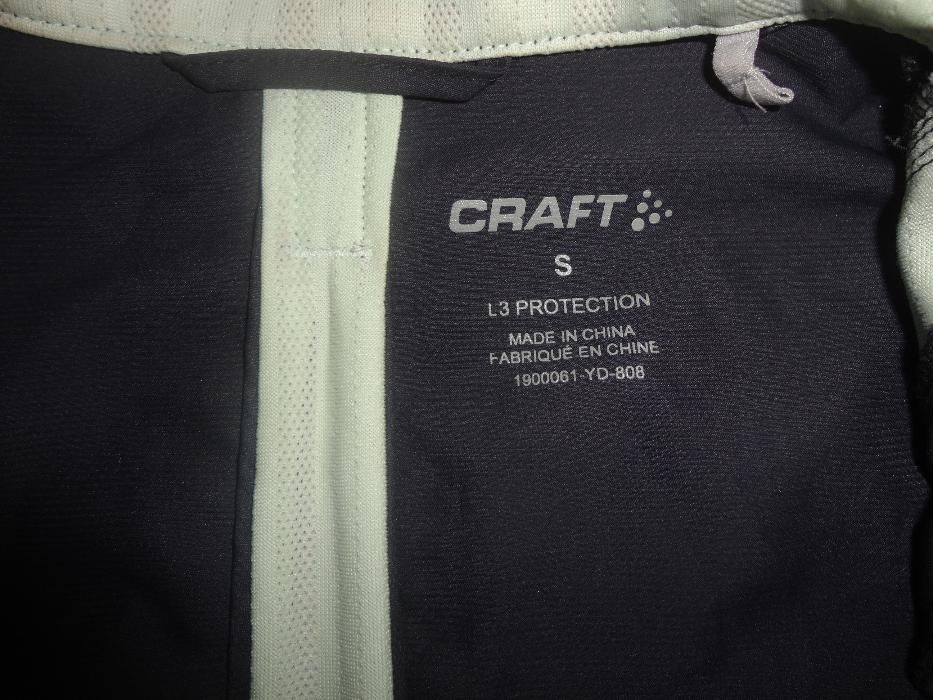 CRAFT
S
L3 PROTECTION
MADE IN CHINA
FABRIQUÉ EN CHINE
1900061-YD-808